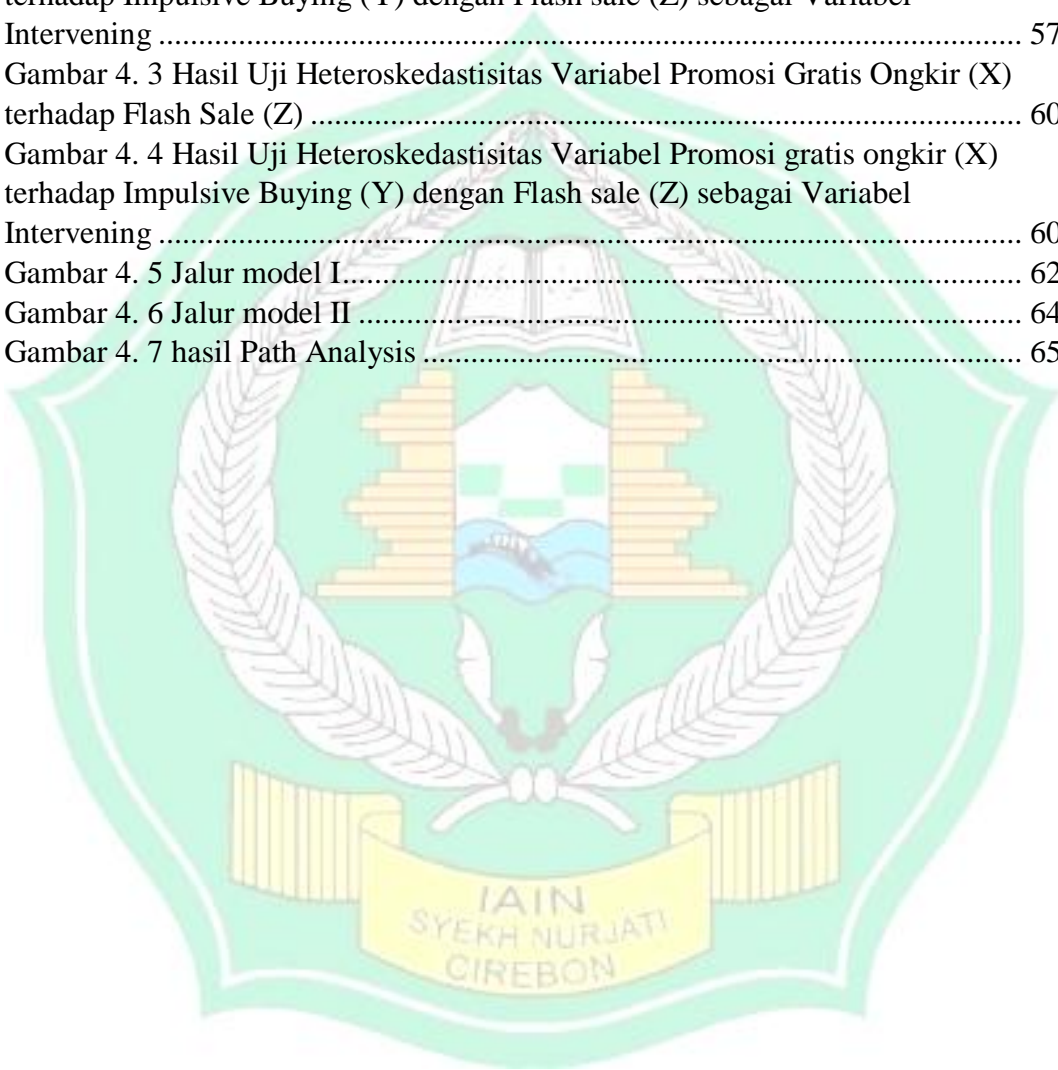 terhadap Impulsive Buying (Y) dengan Flash sale (Z) sebagai Variabel
Intervening ........................................................................................................... 57
Gambar 4. 3 Hasil Uji Heteroskedastisitas Variabel Promosi Gratis Ongkir (X)
terhadap Flash Sale (Z) ........................................................................................ 60
Gambar 4. 4 Hasil Uji Heteroskedastisitas Variabel Promosi gratis ongkir (X)
terhadap Impulsive Buying (Y) dengan Flash sale (Z) sebagai Variabel
Intervening ........................................................................................................... 60
Gambar 4. 5 Jalur model I.................................................................................... 62
Gambar 4. 6 Jalur model II .................................................................................. 64
Gambar 4. 7 hasil Path Analysis .......................................................................... 65
IAIN
SYEKH NURJATI
CIREBON